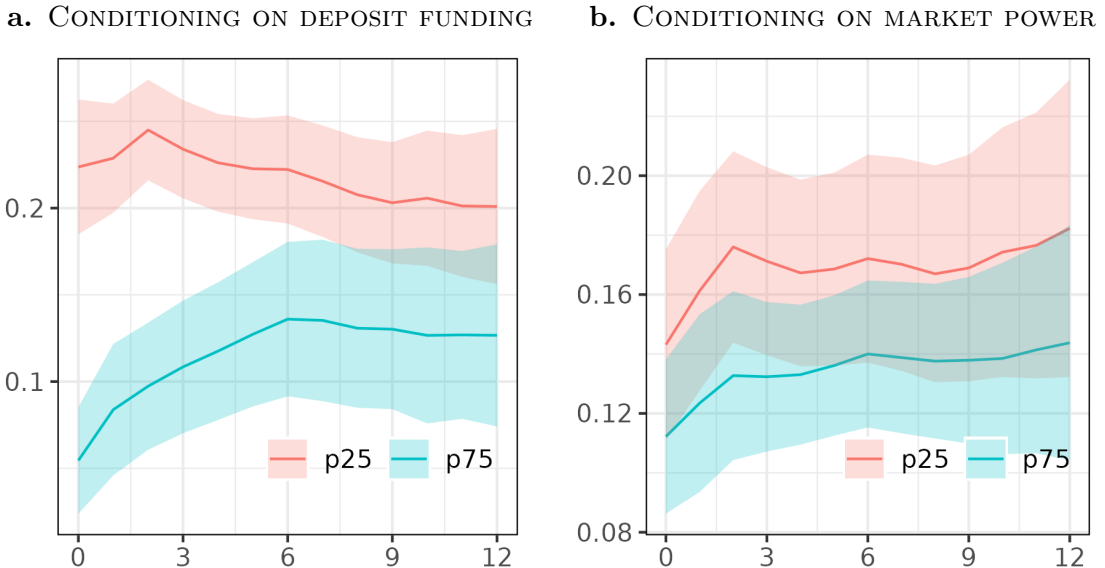 a. CONDITIONING ON DEPOSIT FUNDING
0.2
0.1
p25 p75
0 3 6 9 12
b. CONDITIONING ON MARKET POWER
0.20
0.16
0.12
0.08
p25 p75
0 3 6 9 12